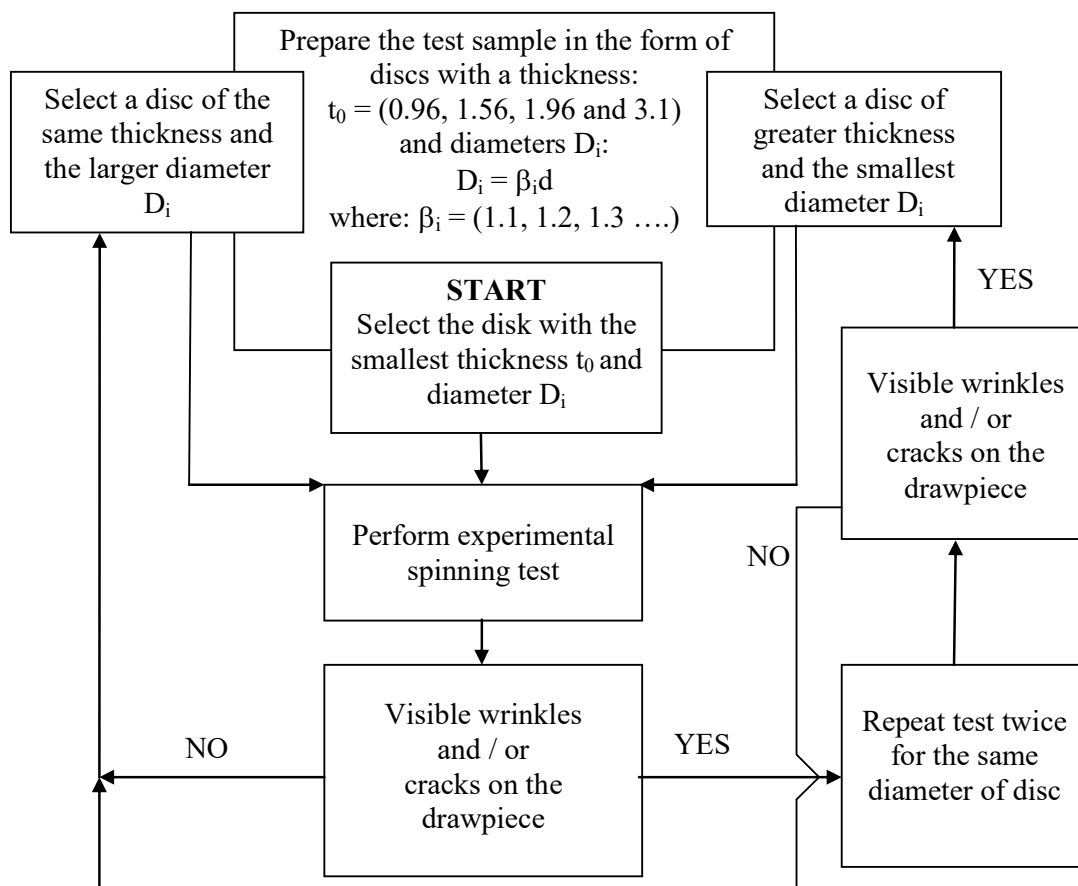 Prepare the test sample in the form of
discs with a thickness:
t₀ = (0.96, 1.56, 1.96 and 3.1)
and diameters Dᵢ:
Dᵢ = βᵢd
where: βᵢ = (1.1, 1.2, 1.3 ….)
Select a disc of the
same thickness and
the larger diameter
Dᵢ
Select a disc of
greater thickness
and the smallest
diameter Dᵢ
START
Select the disk with the
smallest thickness t₀ and
diameter Dᵢ
YES
Visible wrinkles
and / or
cracks on the
drawpiece
Perform experimental
spinning test
NO
Visible wrinkles
and / or
cracks on the
drawpiece
NO
YES
Repeat test twice
for the same
diameter of disc